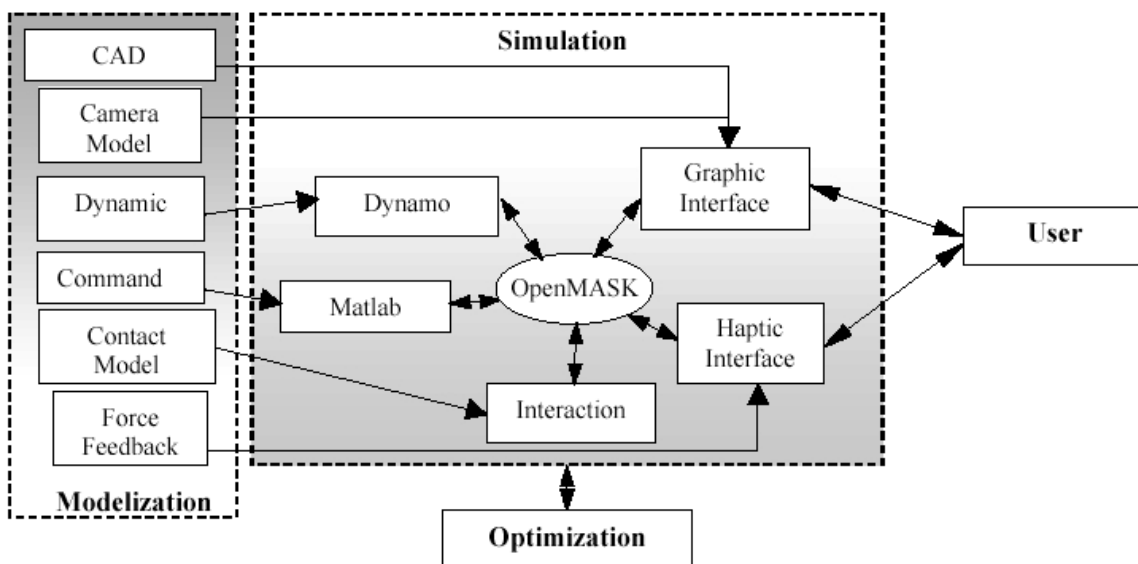 CAD
Camera
Model
Dynamic
Command
Contact
Model
Force
Feedback
Modelization
Simulation
Dynamo
Matlab
OpenMASK
Interaction
Graphic
Interface
Haptic
Interface
User
Optimization